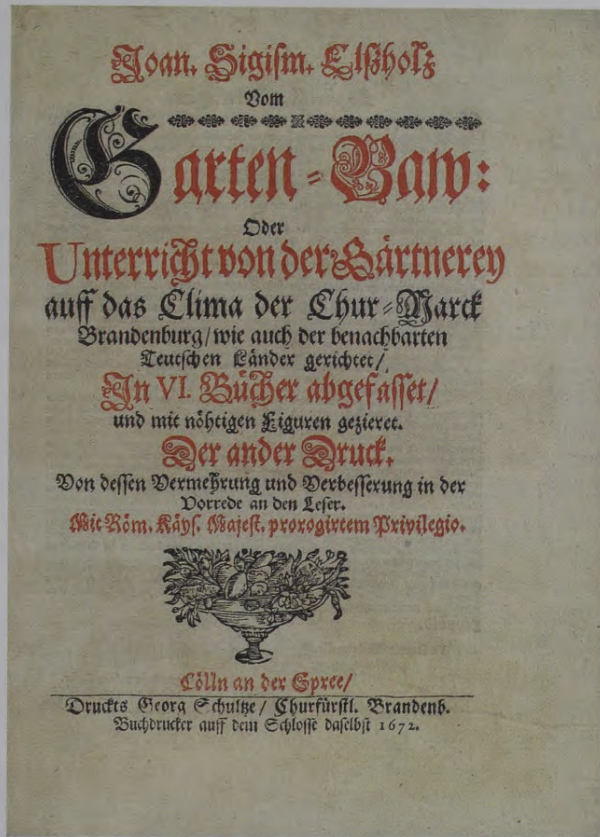 Joan. Sigism. Elßholz
Vom
Garten-Baw:
Oder
Unterricht von der Gärtnerey
auff das Clima der Chur-Marck
Brandenburg/wie auch der benachbarten
Teutschen Länder gerichtet/
In VI. Bücher abgefasset/
und mit nöhtigen Figuren gezieret.
Der ander Druck.
Von dessen Vermehrung und Verbesserung in der
Vorrede an den Leser.
Mit Röm. Käys. Majest. prorogirtem Privilegio.
Cölln an der Spree/
Druckts Georg Schultze/ Churfürstl. Brandenb.
Buchdrucker auff dem Schlosse daselbst 1672.